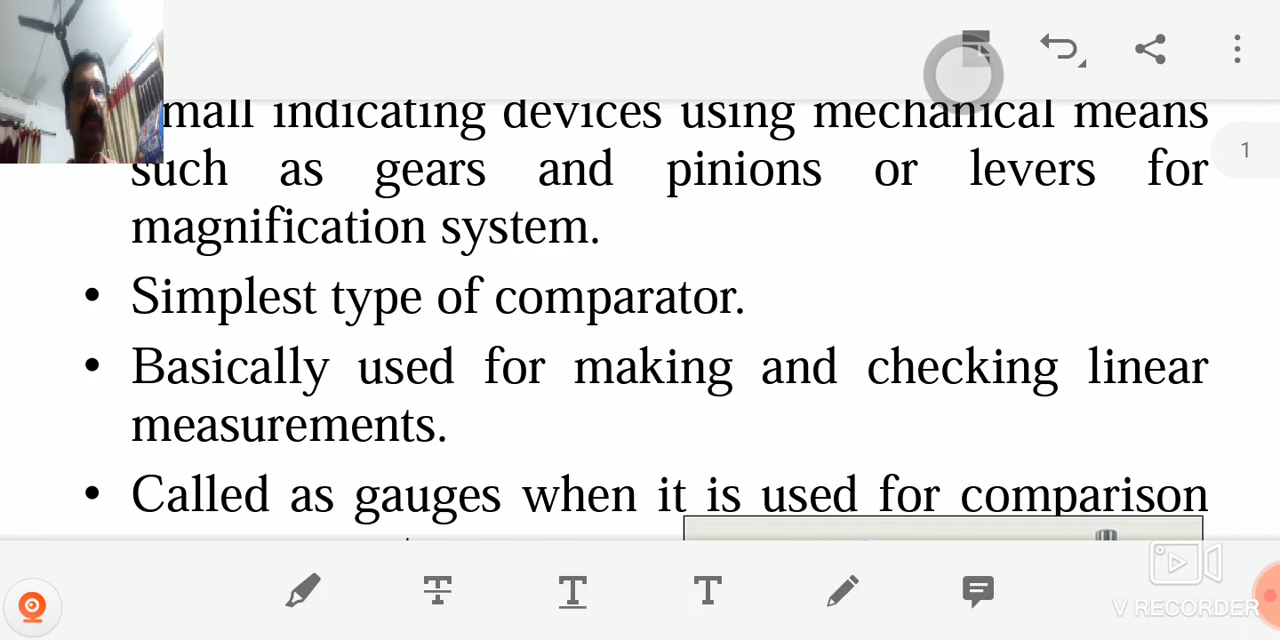 mall indicating devices using mechanical means
such as gears and pinions or levers for
magnification system.
• Simplest type of comparator.
• Basically used for making and checking linear
measurements.
• Called as gauges when it is used for comparison
1
T T T
V RECORDER